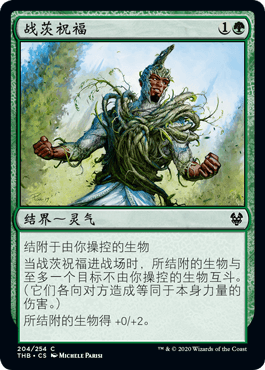 战茨祝福 1
结界～灵气
结附于由你操控的生物
当战茨祝福进战场时，所结附的生物与
至多一个目标不由你操控的生物互斗。
（它们各向对方造成等同于本身力量的
伤害。）
所结附的生物得 +0/+2。
204/254 C
THB • CS MICHELE PARISI
™ & © 2020 Wizards of the Coast